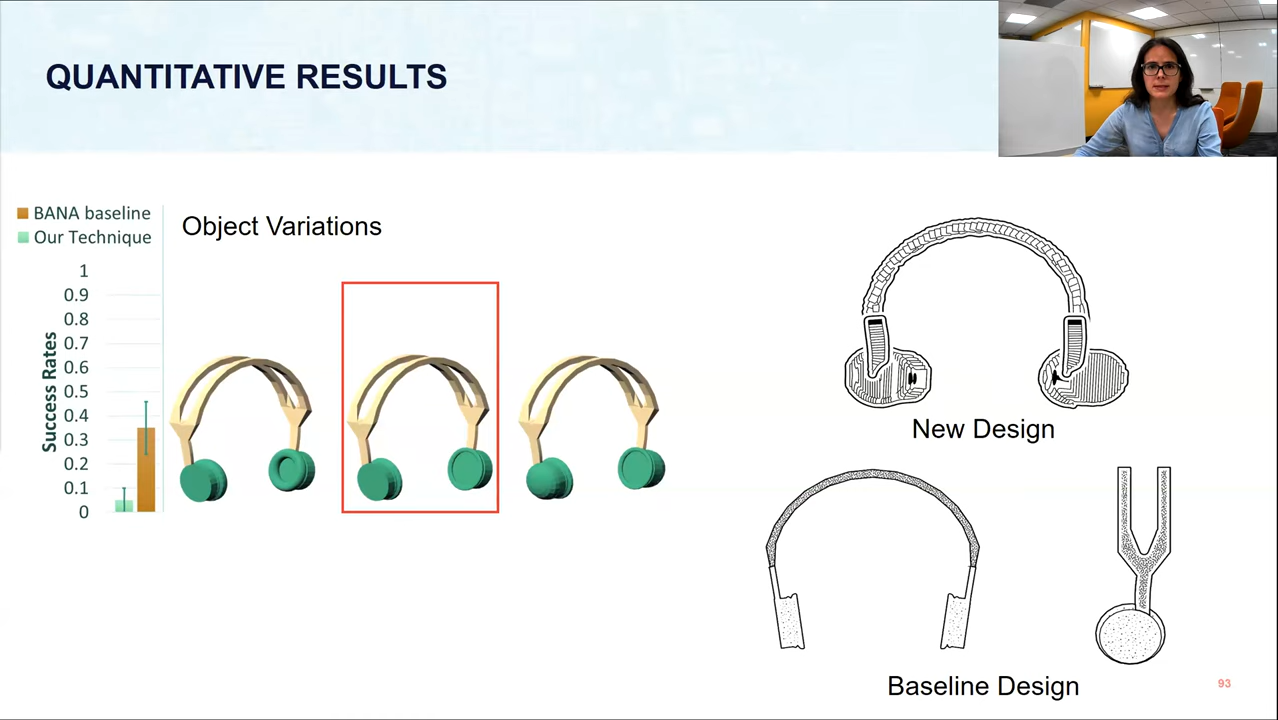 QUANTITATIVE RESULTS
BANA baseline
Our Technique
Object Variations
Success Rates
1
0.9
0.8
0.7
0.6
0.5
0.4
0.3
0.2
0.1
0
New Design
Baseline Design
93